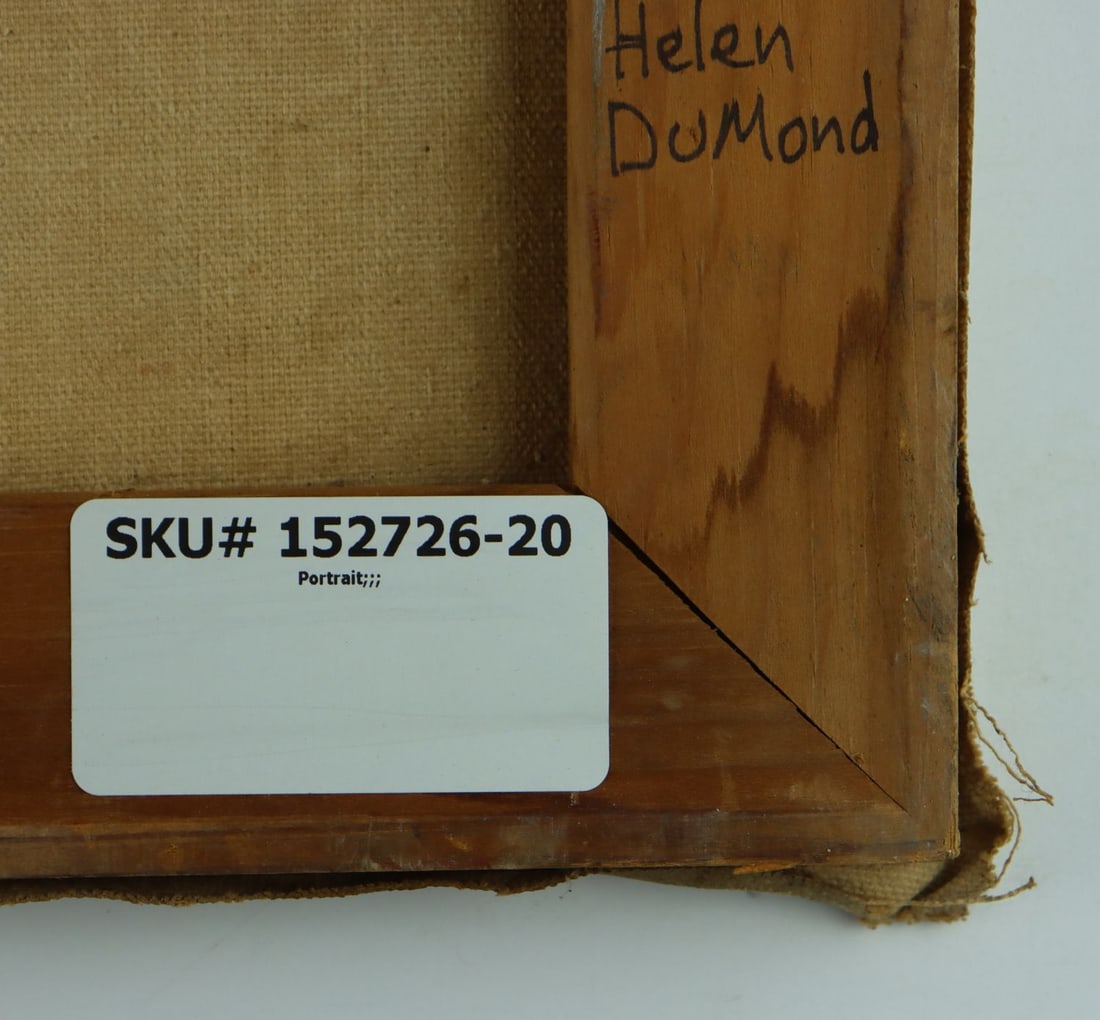 Helen
DuMond
SKU# 152726-20
Portrait;;;